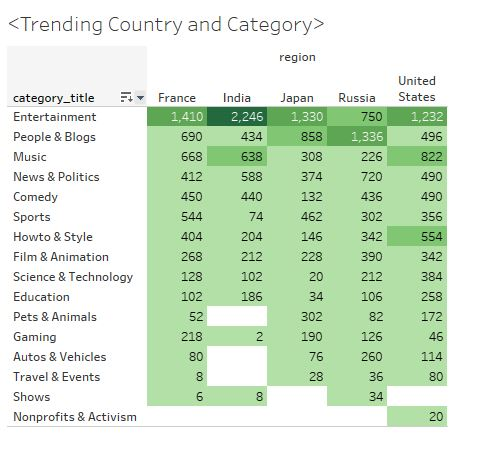 <Trending Country and Category>
region
category_title France India Japan Russia United States
Entertainment 1,410 2,246 1,330 750 1,232
People & Blogs 690 434 858 1,336 496
Music 668 638 308 226 822
News & Politics 412 588 374 720 490
Comedy 450 440 132 436 490
Sports 544 74 462 302 356
Howto & Style 404 204 146 342 554
Film & Animation 268 212 228 390 342
Science & Technology 128 102 20 212 384
Education 102 186 34 106 258
Pets & Animals 52 302 82 172
Gaming 218 2 190 126 46
Autos & Vehicles 80 76 260 114
Travel & Events 8 28 36 80
Shows 6 8 34
Nonprofits & Activism 20